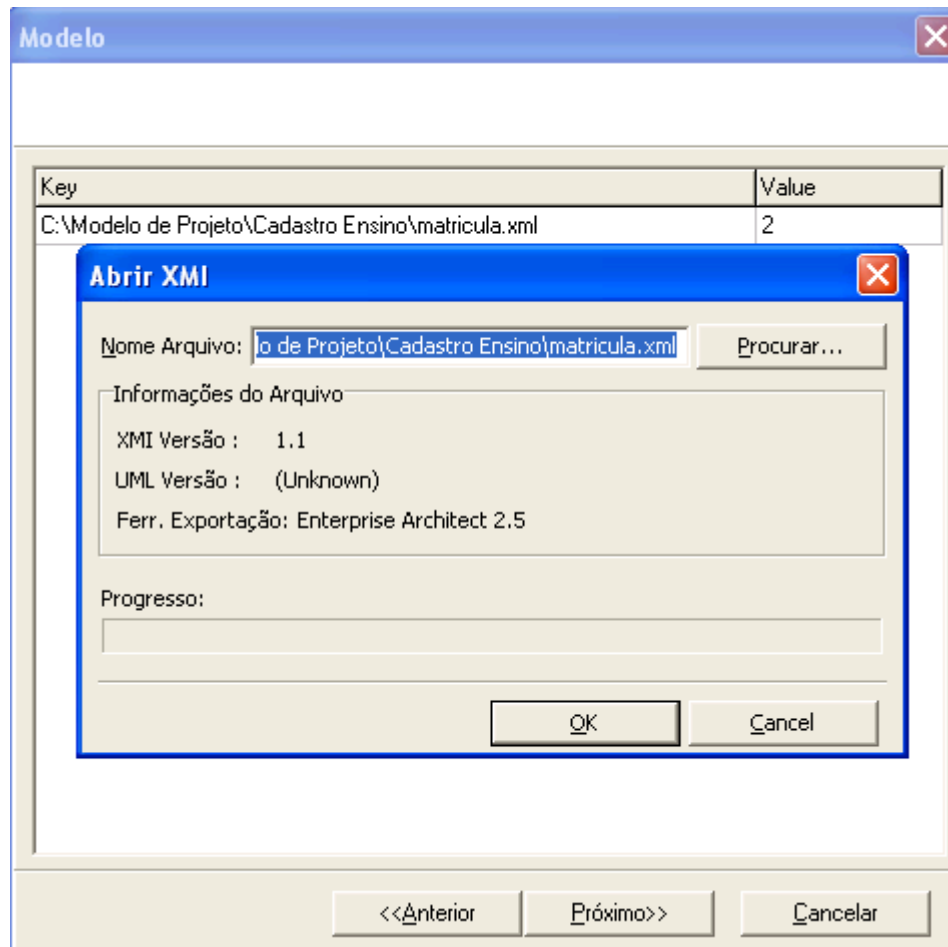 Modelo
Key Value
C:\Modelo de Projeto\Cadastro Ensino\matricula.xml 2
Abrir XMI
Nome Arquivo: o de Projeto\Cadastro Ensino\matricula.xml Procurar...
Informações do Arquivo
XMI Versão : 1.1
UML Versão : (Unknown)
Ferr. Exportação: Enterprise Architect 2.5
Progresso:
OK Cancel
<<Anterior Próximo>> Cancelar